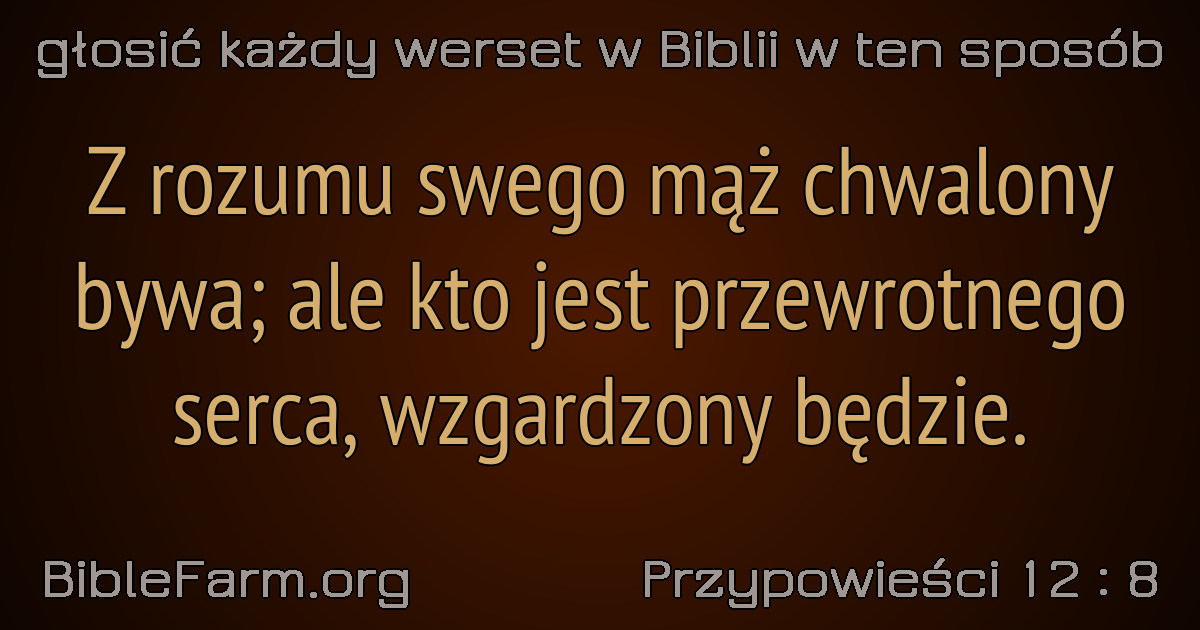 głosić każdy werset w Biblii w ten sposób
Z rozumu swego mąż chwalony
bywa; ale kto jest przewrotnego
serca, wzgardzony będzie.
BibleFarm.org
Przypowieści 12 : 8